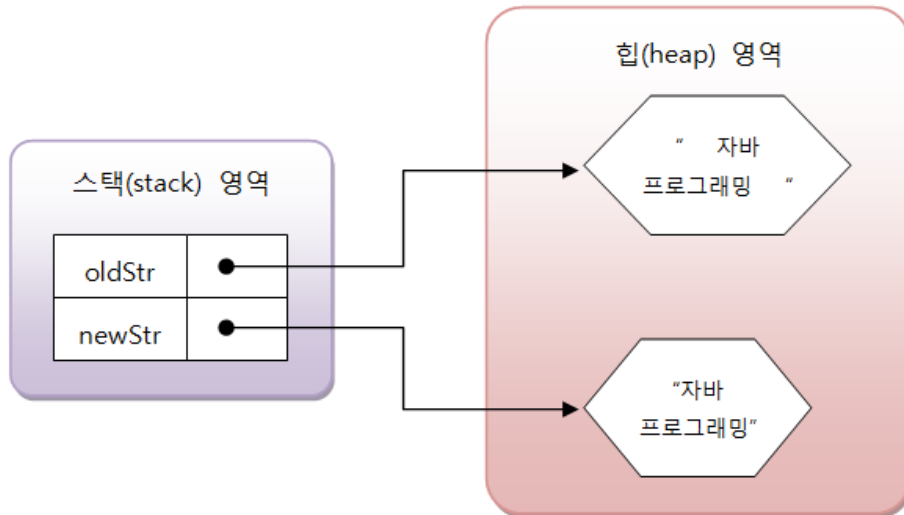 힙(heap) 영역
“ 자바
프로그래밍 “
스택(stack) 영역
oldStr
newStr
“자바
프로그래밍”